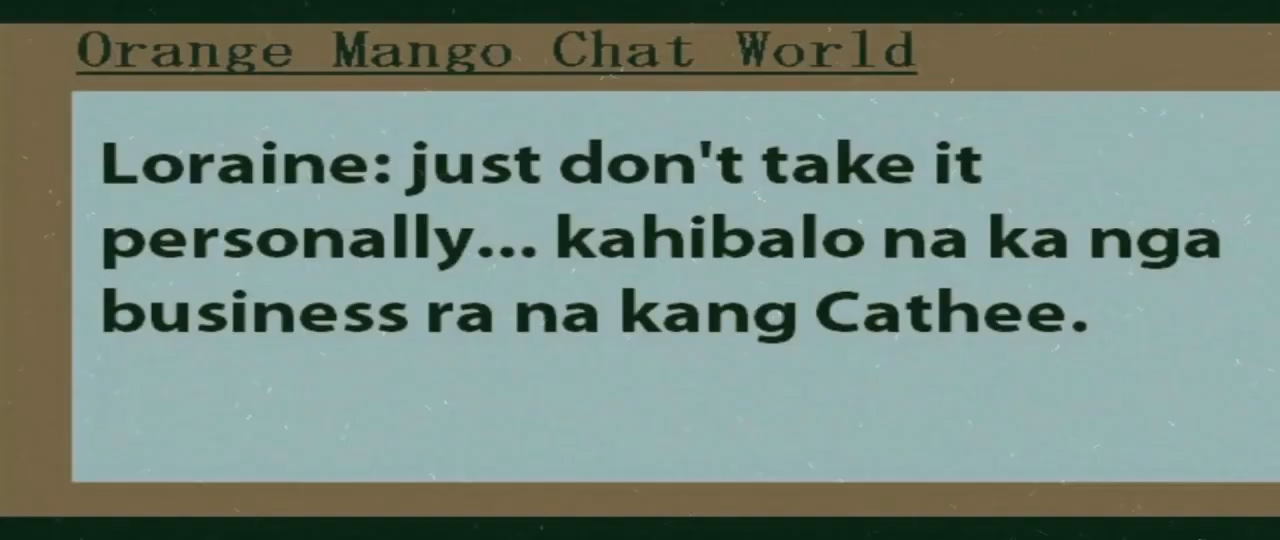 Orange Mango Chat World
Loraine: just don't take it
personally... kahibalo na ka nga
business ra na kang Cathee.